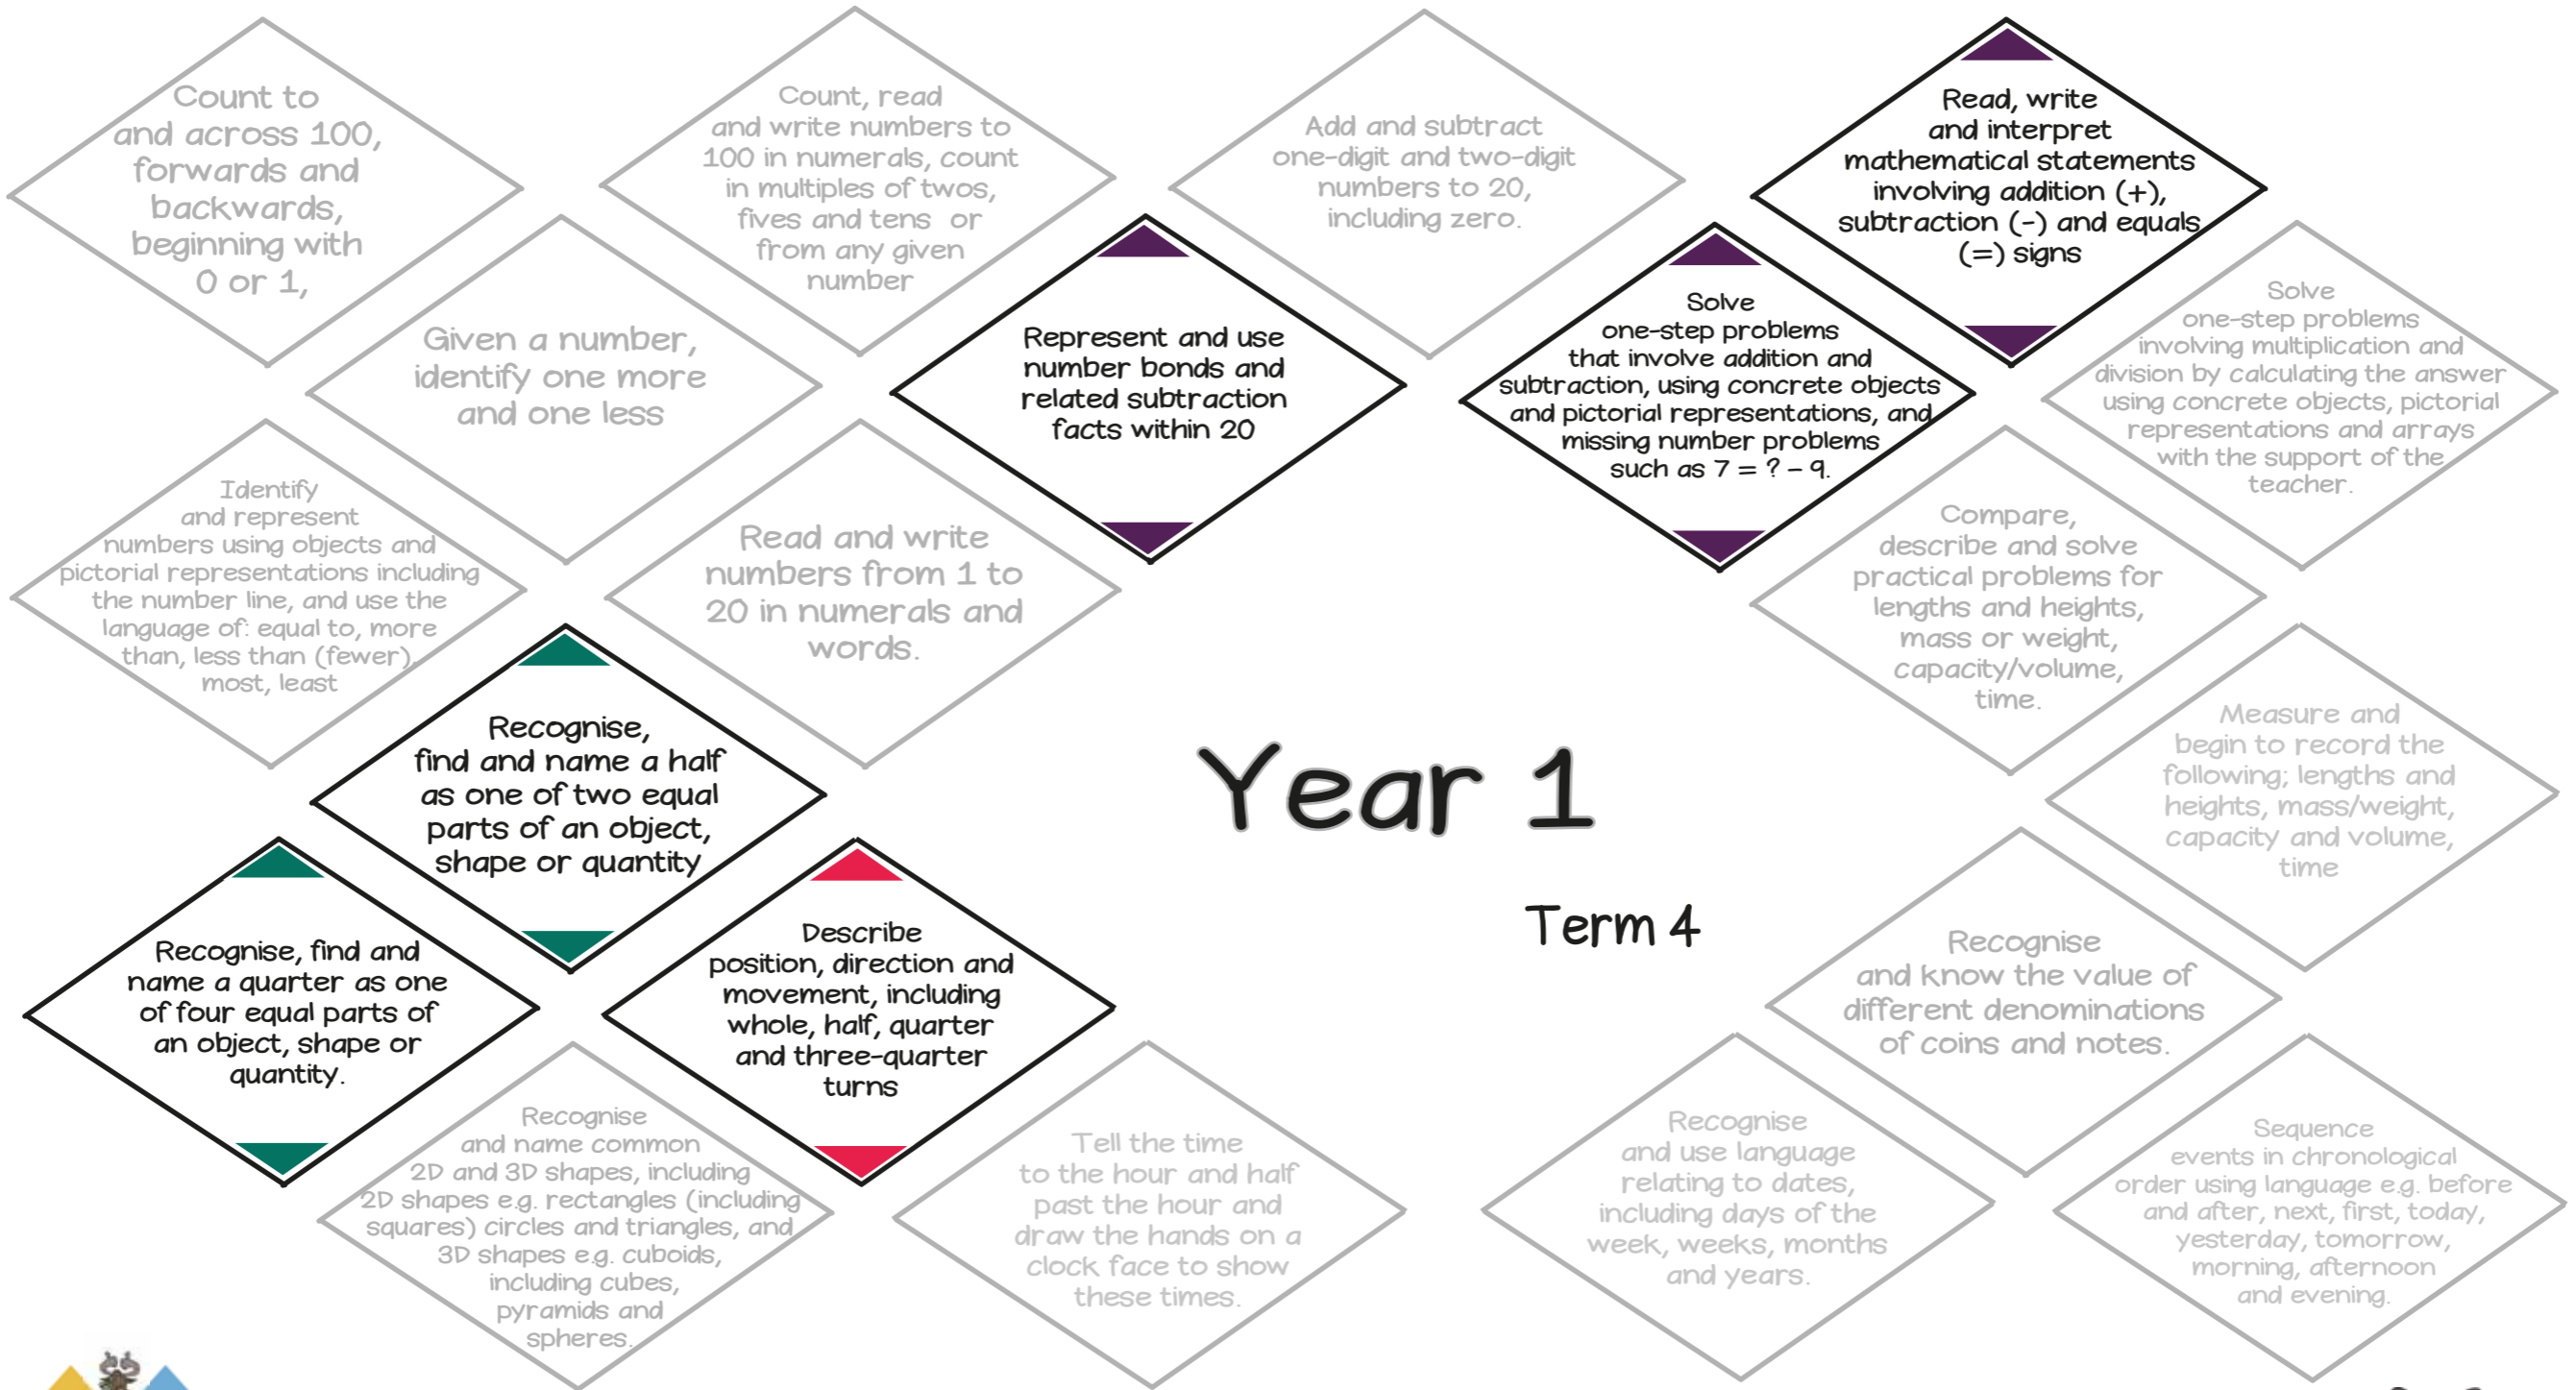 Count to
and across 100,
forwards and
backwards,
beginning with
0 or 1,
Count, read
and write numbers to
100 in numerals, count
in multiples of twos,
fives and tens or
from any given
number
Add and subtract
one-digit and two-digit
numbers to 20,
including zero.
Read, write
and interpret
mathematical statements
involving addition (+),
subtraction (-) and equals
(=) signs
Given a number,
identify one more
and one less
Represent and use
number bonds and
related subtraction
facts within 20
Solve
one-step problems
that involve addition and
subtraction, using concrete objects
and pictorial representations, and
missing number problems
such as 7 = ? – 9.
Solve
one-step problems
involving multiplication and
division by calculating the answer
using concrete objects, pictorial
representations and arrays
with the support of the
teacher.
Identify
and represent
numbers using objects and
pictorial representations including
the number line, and use the
language of: equal to, more
than, less than (fewer),
most, least
Read and write
numbers from 1 to
20 in numerals and
words.
Compare,
describe and solve
practical problems for
lengths and heights,
mass or weight,
capacity/volume,
time.
Recognise,
find and name a half
as one of two equal
parts of an object,
shape or quantity
Year 1
Term 4
Measure and
begin to record the
following; lengths and
heights, mass/weight,
capacity and volume,
time
Recognise, find and
name a quarter as one
of four equal parts of
an object, shape or
quantity.
Describe
position, direction and
movement, including
whole, half, quarter
and three-quarter
turns
Recognise
and know the value of
different denominations
of coins and notes.
Recognise
and name common
2D and 3D shapes, including
2D shapes e.g. rectangles (including
squares) circles and triangles, and
3D shapes e.g. cuboids,
including cubes,
pyramids and
spheres.
Tell the time
to the hour and half
past the hour and
draw the hands on a
clock face to show
these times.
Recognise
and use language
relating to dates,
including days of the
week, weeks, months
and years.
Sequence
events in chronological
order using language e.g. before
and after, next, first, today,
yesterday, tomorrow,
morning, afternoon
and evening.